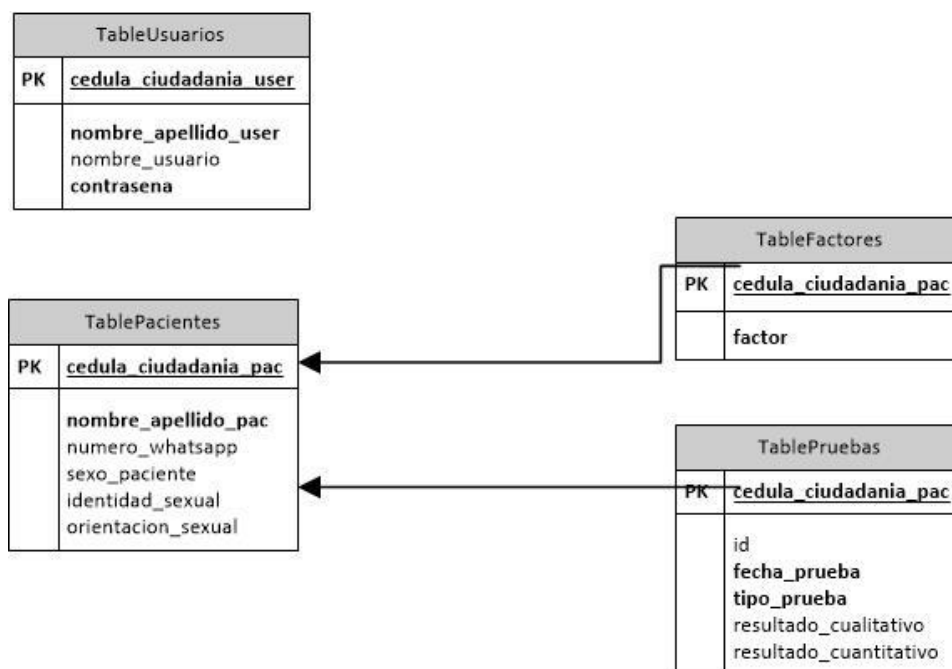 TableUsuarios
PK cedula_ciudadania_user
nombre_apellido_user
nombre_usuario
contrasena
TablePacientes
PK cedula_ciudadania_pac
nombre_apellido_pac
numero_whatsapp
sexo_paciente
identidad_sexual
orientacion_sexual
TableFactores
PK cedula_ciudadania_pac
factor
TablePruebas
PK cedula_ciudadania_pac
id
fecha_prueba
tipo_prueba
resultado_cualitativo
resultado_cuantitativo